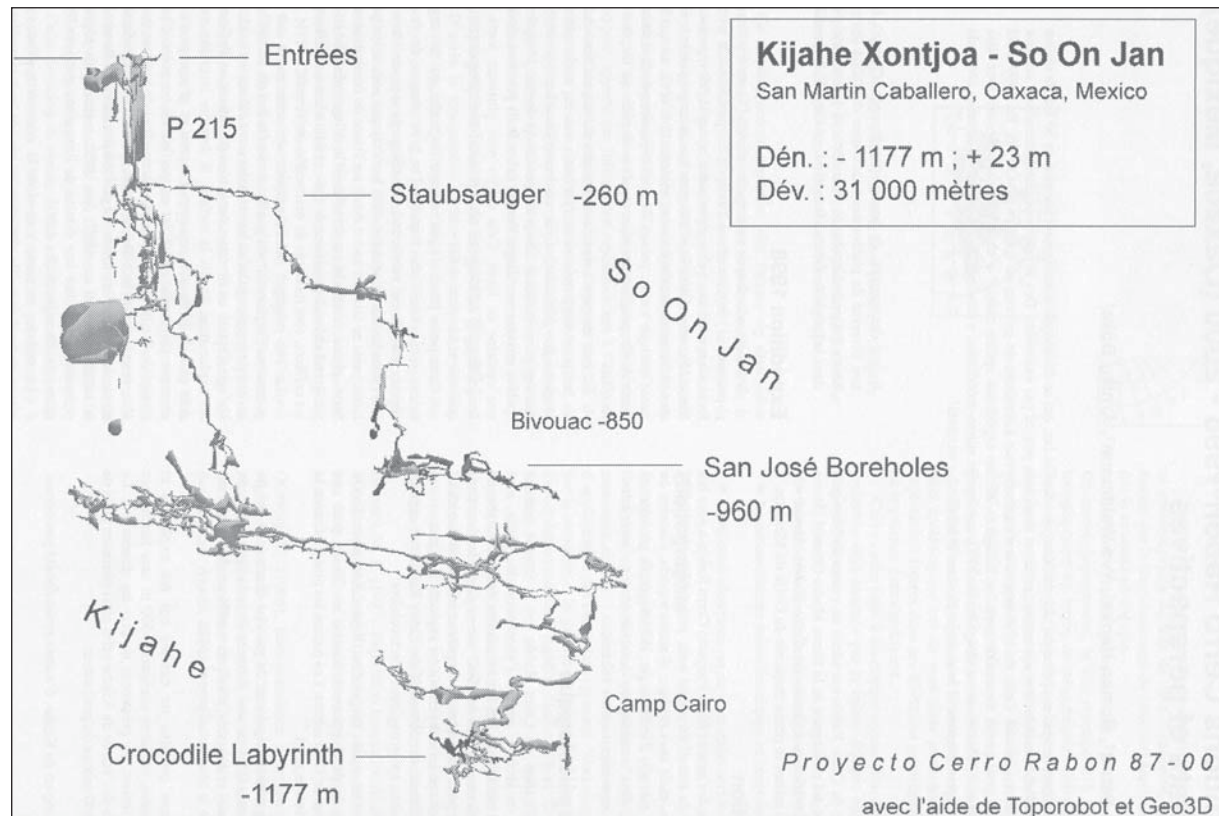 Kijahe Xontjoa - So On Jan
San Martin Caballero, Oaxaca, Mexico
Dén. : - 1177 m ; + 23 m
Dév. : 31 000 mètres
Entrées
P 215
Staubsauger -260 m
So On Jan
Bivouac -850
San José Boreholes
-960 m
Kijahe
Camp Cairo
Crocodile Labyrinth
-1177 m
Proyecto Cerro Rabon 87-00
avec l'aide de Toporobot et Geo3D